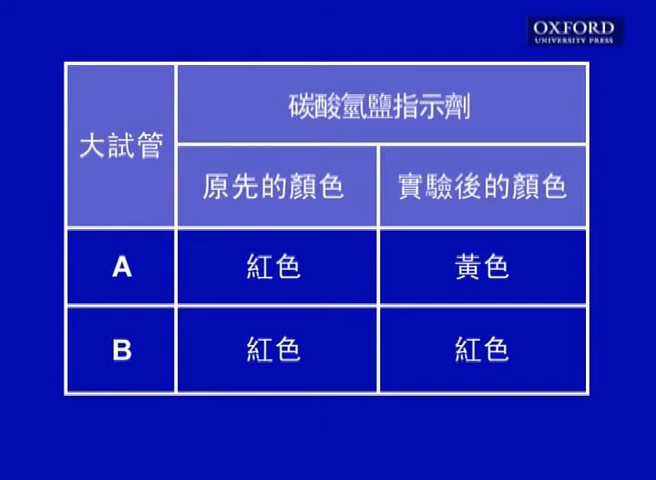 OXFORD
UNIVERSITY PRESS
大試管
碳酸氫鹽指示劑
原先的顏色
實驗後的顏色
A
紅色
黃色
B
紅色
紅色